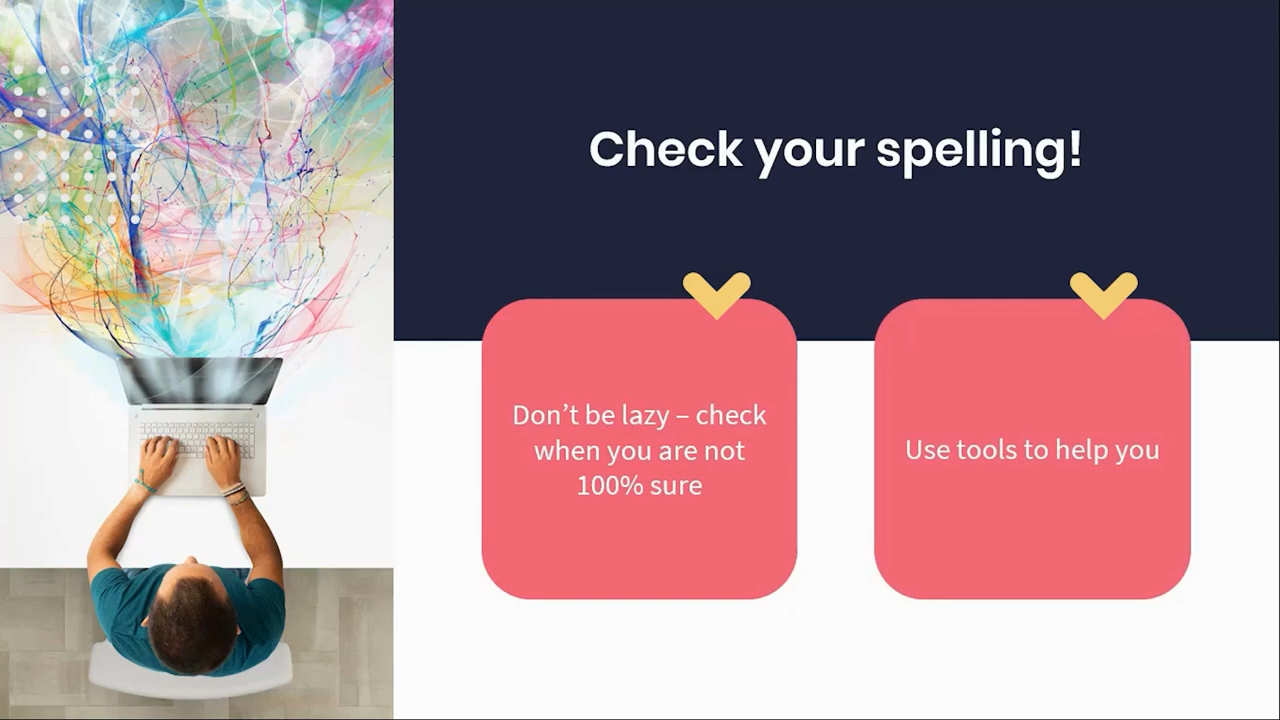 Check your spelling!
Don’t be lazy – check
when you are not
100% sure
Use tools to help you